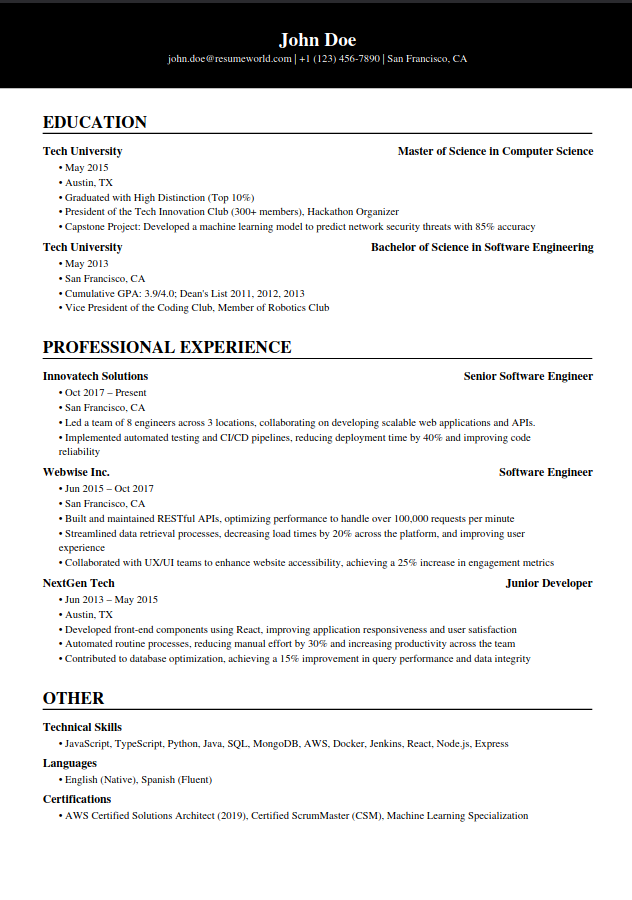 John Doe
john.doe@resumeworld.com | +1 (123) 456-7890 | San Francisco, CA
EDUCATION
Tech University Master of Science in Computer Science
• May 2015
• Austin, TX
• Graduated with High Distinction (Top 10%)
• President of the Tech Innovation Club (300+ members), Hackathon Organizer
• Capstone Project: Developed a machine learning model to predict network security threats with 85% accuracy
Tech University Bachelor of Science in Software Engineering
• May 2013
• San Francisco, CA
• Cumulative GPA: 3.9/4.0; Dean's List 2011, 2012, 2013
• Vice President of the Coding Club, Member of Robotics Club
PROFESSIONAL EXPERIENCE
Innovatech Solutions Senior Software Engineer
• Oct 2017 – Present
• San Francisco, CA
• Led a team of 8 engineers across 3 locations, collaborating on developing scalable web applications and APIs.
• Implemented automated testing and CI/CD pipelines, reducing deployment time by 40% and improving code
reliability
Webwise Inc. Software Engineer
• Jun 2015 – Oct 2017
• San Francisco, CA
• Built and maintained RESTful APIs, optimizing performance to handle over 100,000 requests per minute
• Streamlined data retrieval processes, decreasing load times by 20% across the platform, and improving user
experience
• Collaborated with UX/UI teams to enhance website accessibility, achieving a 25% increase in engagement metrics
NextGen Tech Junior Developer
• Jun 2013 – May 2015
• Austin, TX
• Developed front-end components using React, improving application responsiveness and user satisfaction
• Automated routine processes, reducing manual effort by 30% and increasing productivity across the team
• Contributed to database optimization, achieving a 15% improvement in query performance and data integrity
OTHER
Technical Skills
• JavaScript, TypeScript, Python, Java, SQL, MongoDB, AWS, Docker, Jenkins, React, Node.js, Express
Languages
• English (Native), Spanish (Fluent)
Certifications
• AWS Certified Solutions Architect (2019), Certified ScrumMaster (CSM), Machine Learning Specialization